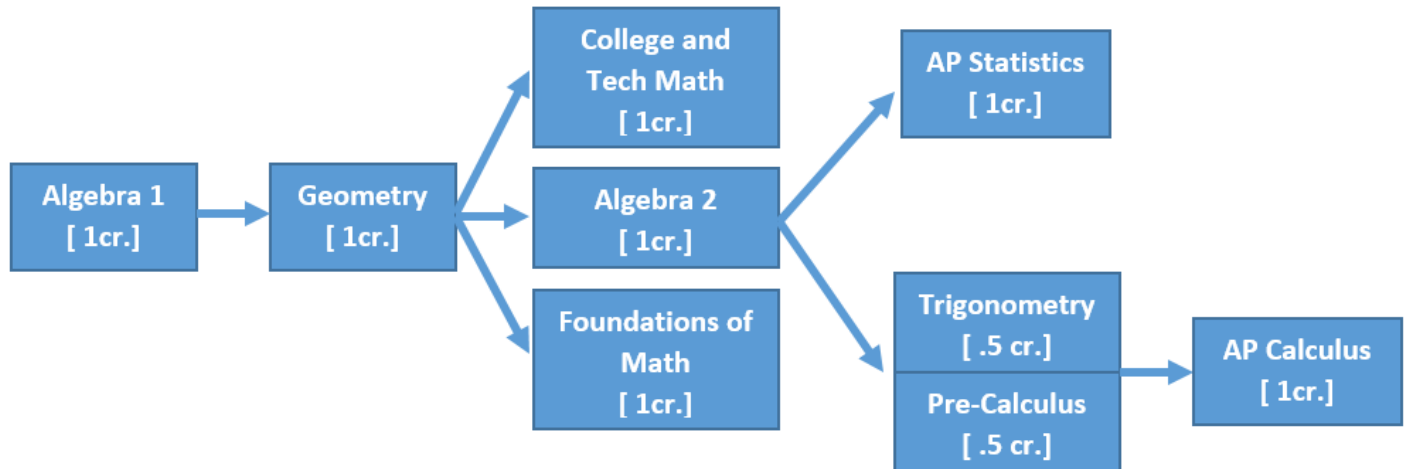 Algebra 1
[ 1cr.]
Geometry
[ 1cr.]
College and
Tech Math
[ 1cr.]
Algebra 2
[ 1cr.]
Foundations of
Math
[ 1cr.]
AP Statistics
[ 1cr.]
Trigonometry
[ .5 cr.]
Pre-Calculus
[ .5 cr.]
AP Calculus
[ 1cr.]